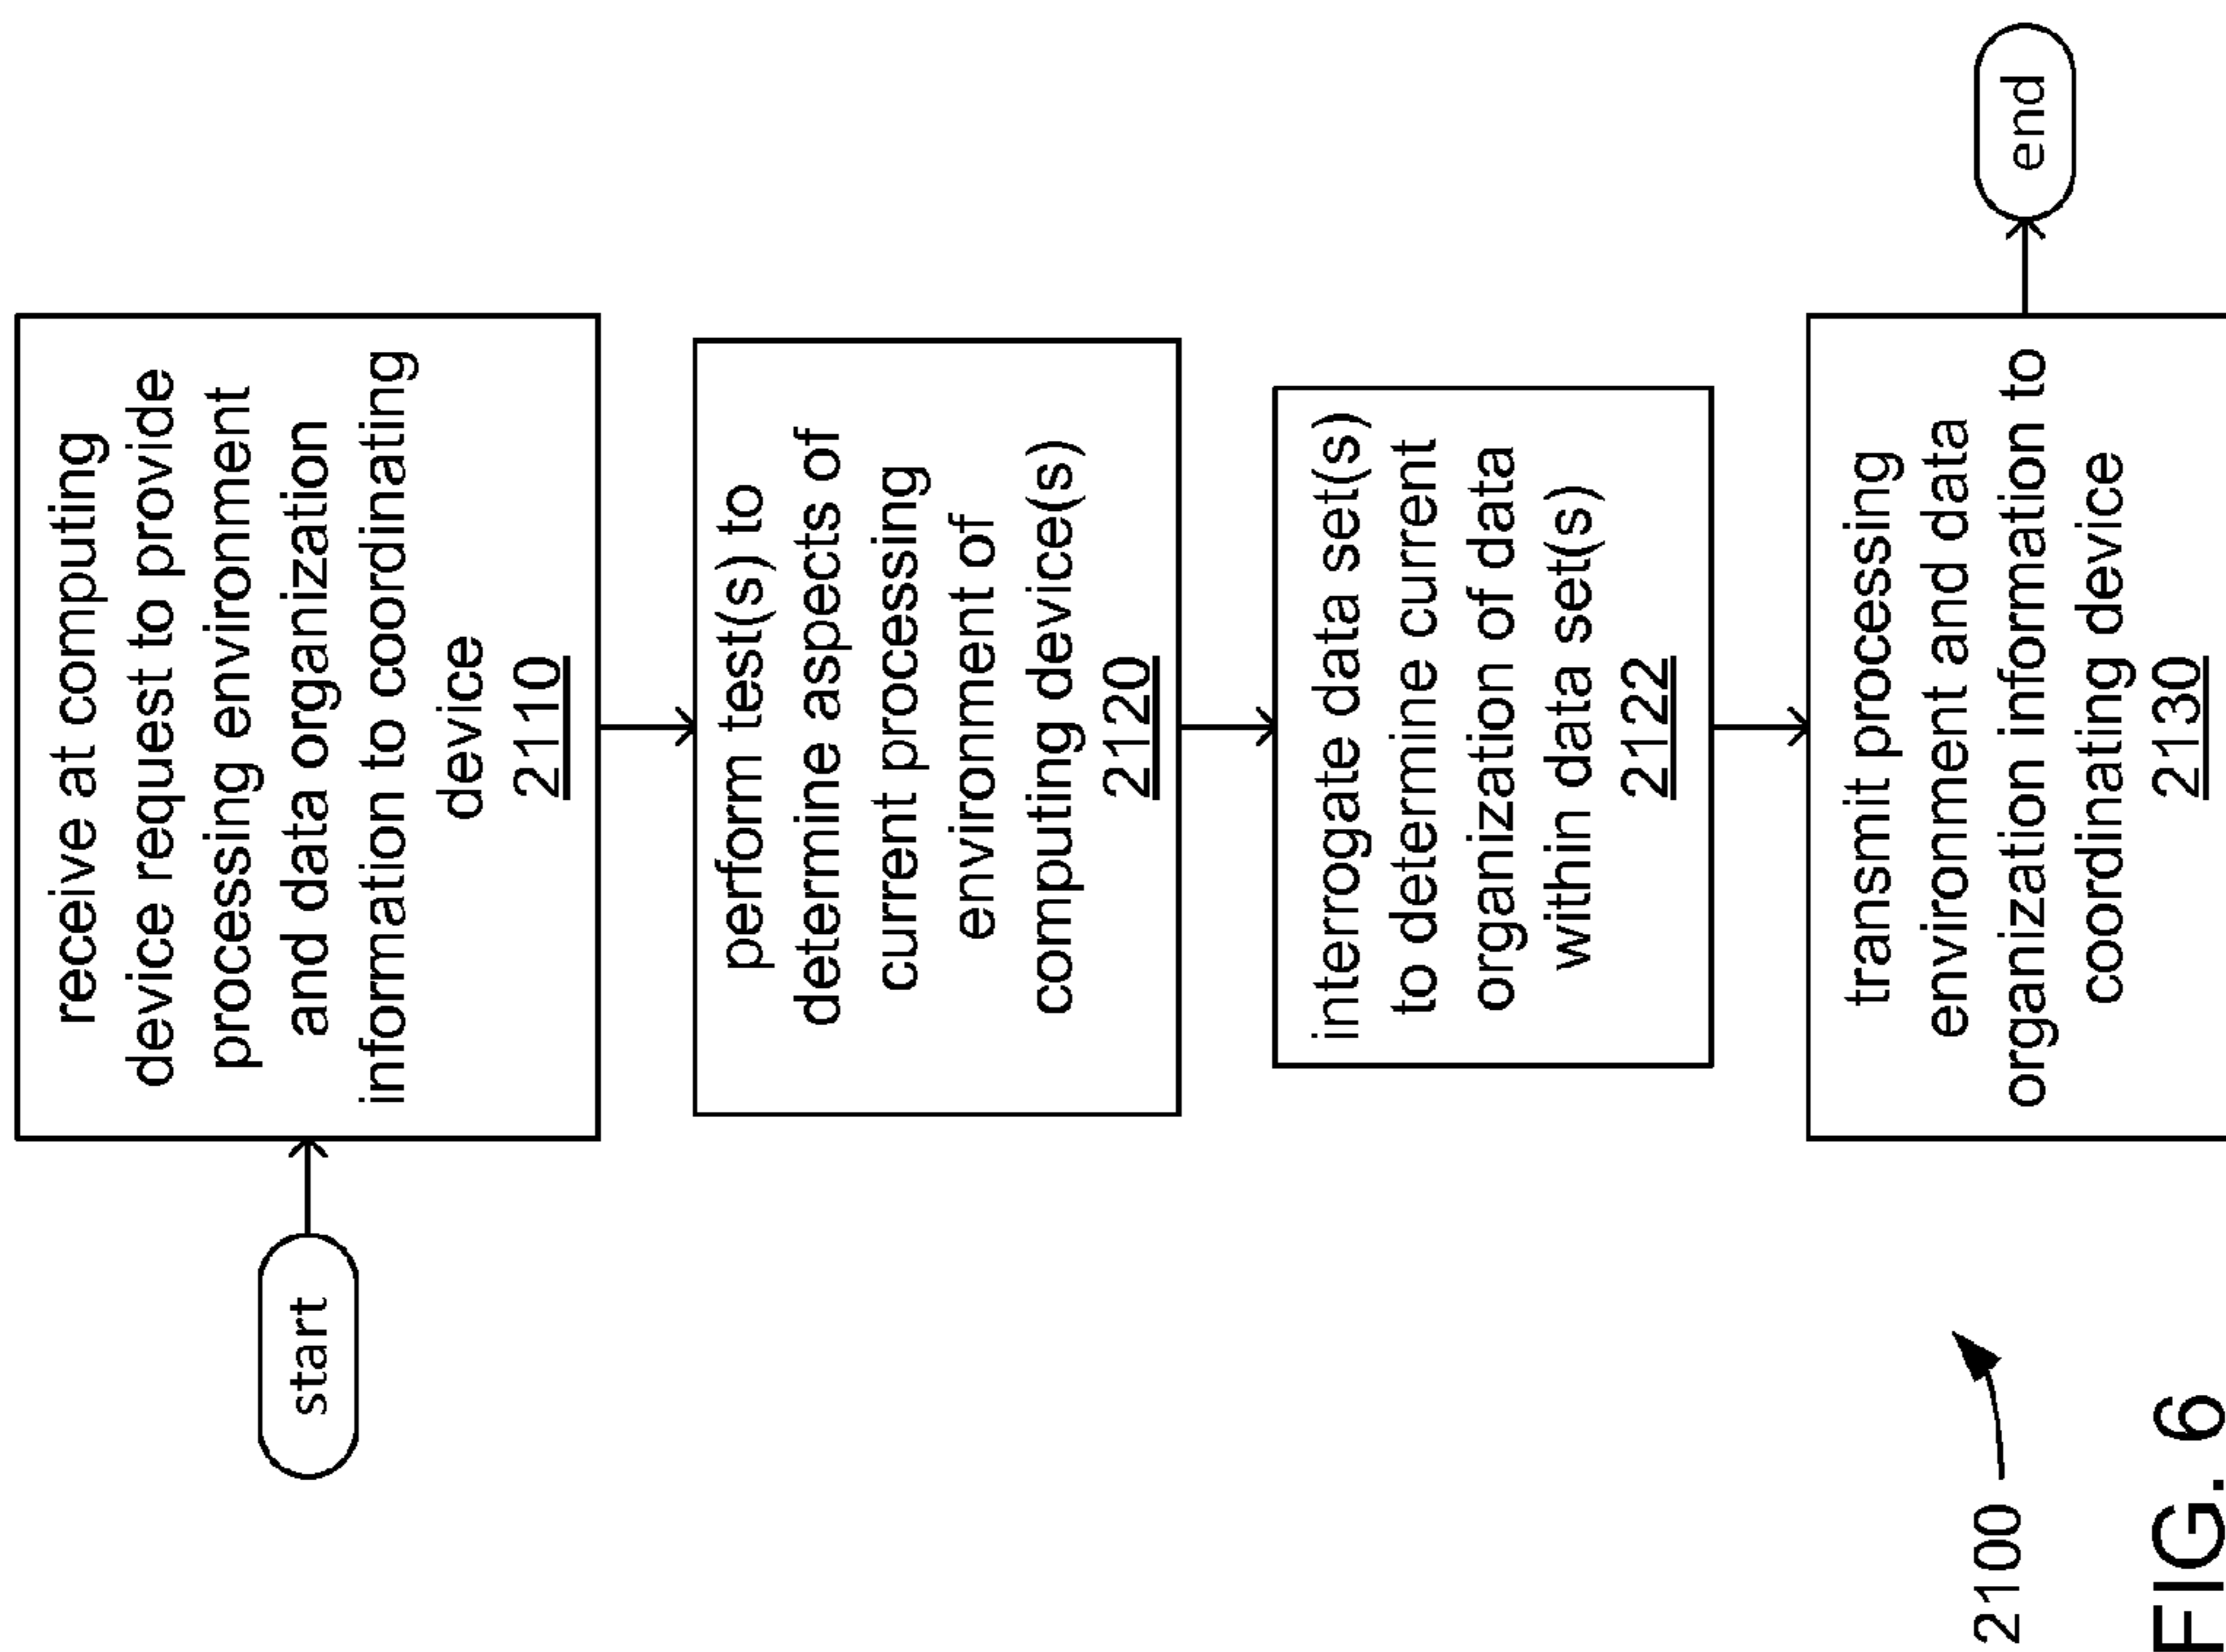 start
receive at computing
device request to provide
processing environment
and data organization
information to coordinating
device
2110
perform test(s) to
determine aspects of
current processing
environment of
computing device(s)
2120
interrogate data set(s)
to determine current
organization of data
within data set(s)
2122
transmit processing
environment and data
organization information to
coordinating device
2130
end
2100
FIG. 6